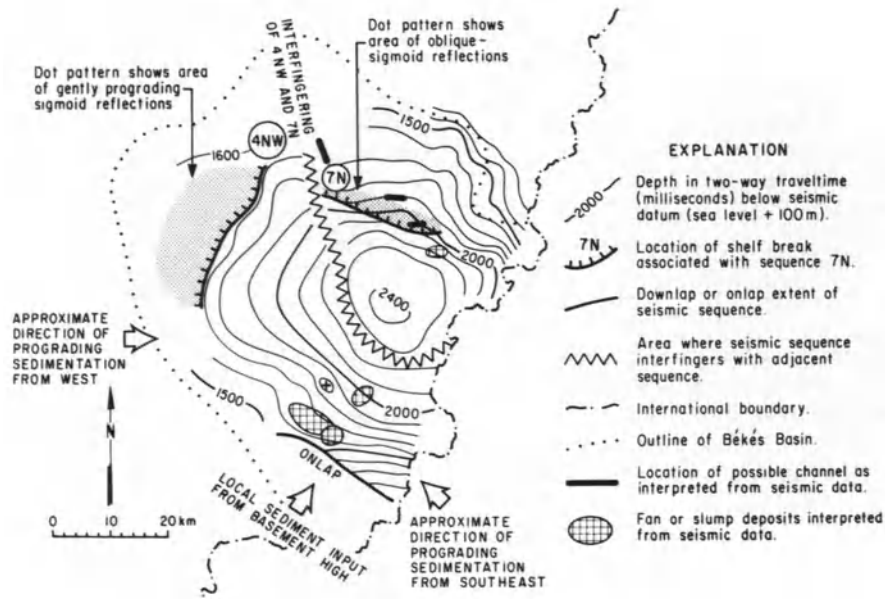 Dot pattern shows area
of gently prograding
sigmoid reflections
INTERFINGERING
OF 4NW AND 7N
Dot pattern shows
area of oblique-
sigmoid reflections
4NW
1600
7N
1500
2000
2400
2000
1500
APPROXIMATE
DIRECTION OF
PROGRADING
SEDIMENTATION
FROM WEST
N
0 10 20 km
ONLAP
LOCAL SEDIMENT INPUT
FROM BASEMENT
HIGH
APPROXIMATE
DIRECTION OF
PROGRADING
SEDIMENTATION
FROM SOUTHEAST
EXPLANATION
2000
Depth in two-way traveltime
(milliseconds) below seismic
datum (sea level + 100m).
7N
Location of shelf break
associated with sequence 7N.
Downlap or onlap extent of
seismic sequence.
Area where seismic sequence
interfingers with adjacent
sequence.
International boundary.
Outline of Békés Basin.
Location of possible channel as
interpreted from seismic data.
Fan or slump deposits interpreted
from seismic data.